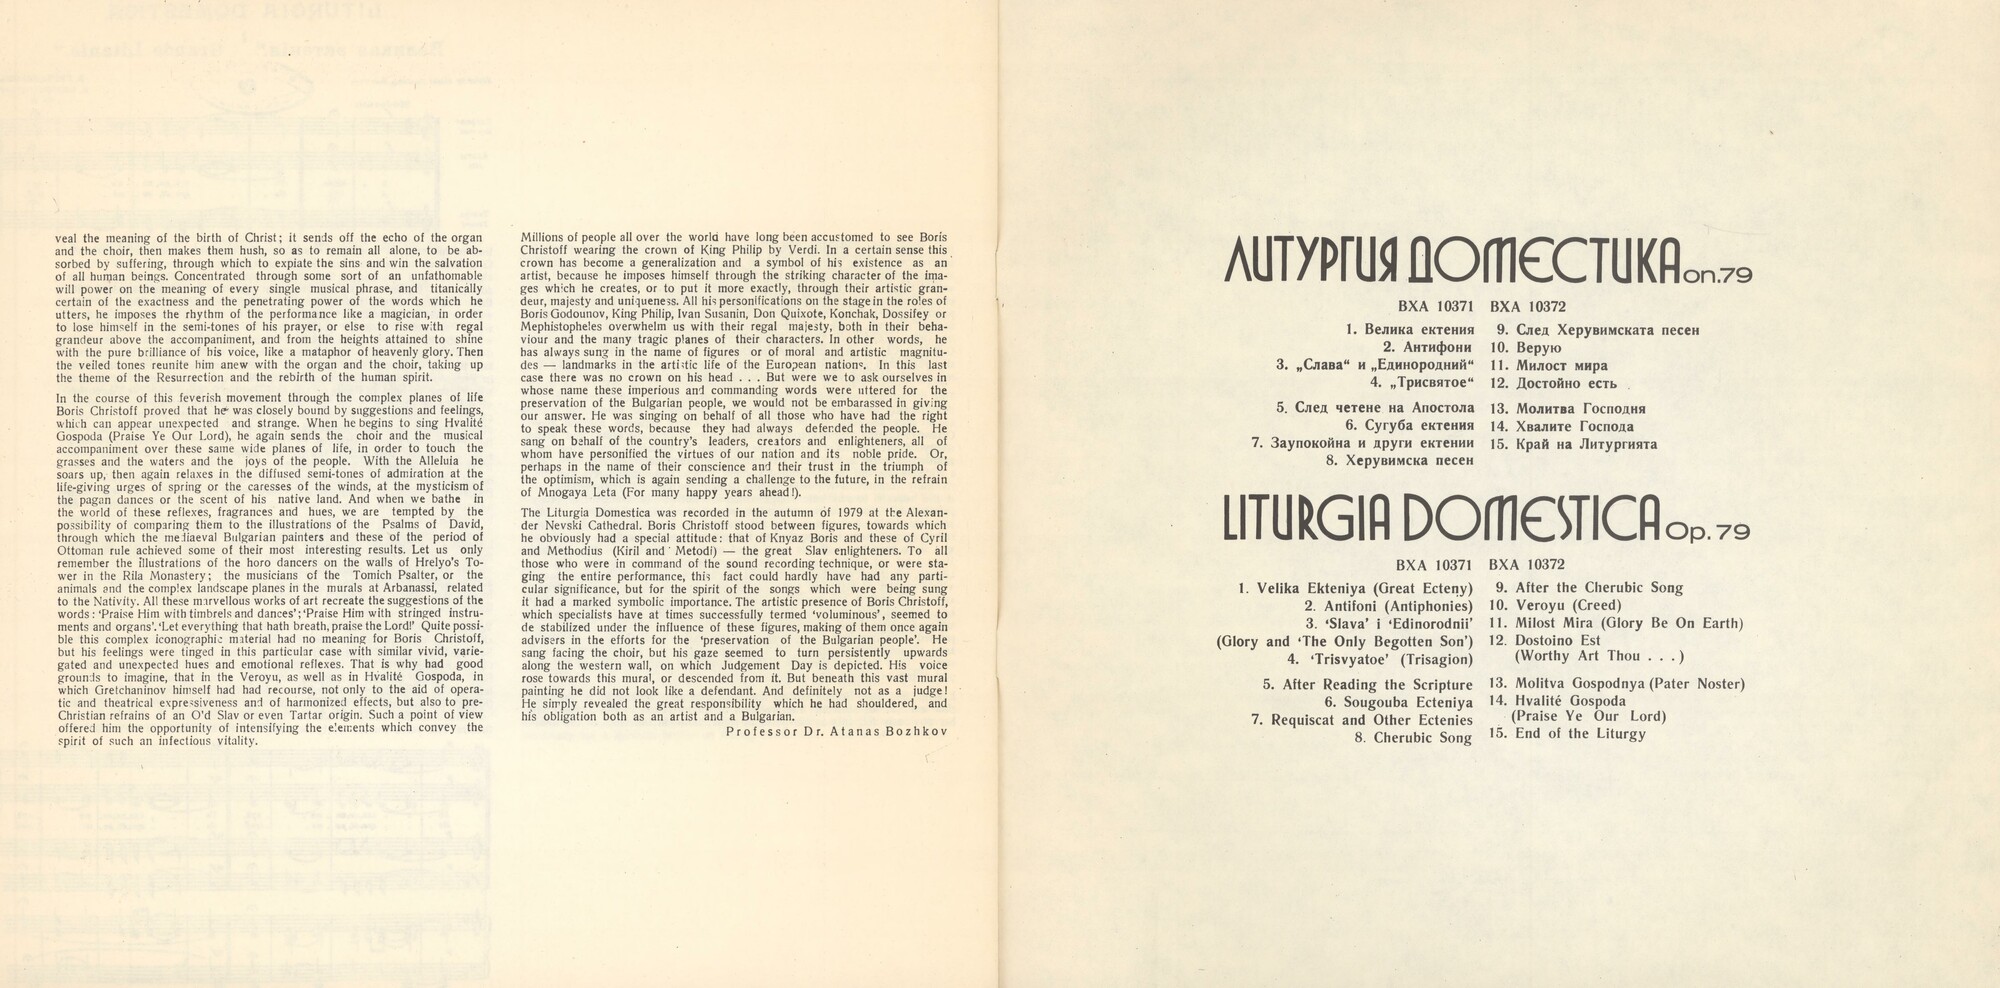 veal the meaning of the birth of Christ; it sends off the echo of the organ
and the choir, then makes them hush, so as to remain all alone, to be ab-
sorbed by suffering, through which to expiate the sins and win the salvation
of all human beings. Concentrated through some sort of an unfathomable
will power on the meaning of every single musical phrase, and titanically
certain of the exactness and the penetrating power of the words which he
utters, he imposes the rhythm of the performance like a magician, in order
to lose himself in the semi-tones of his prayer, or else to rise with regal
grandeur above the accompaniment, and from the heights attained to shine
with the pure brilliance of his voice, like a mataphor of heavenly glory. Then
the veiled tones reunite him anew with the organ and the choir, taking up
the theme of the Resurrection and the rebirth of the human spirit.
In the course of this feverish movement through the complex planes of life
Boris Christoff proved that he was closely bound by suggestions and feelings,
which can appear unexpected and strange. When he begins to sing Hvalité
Gospoda (Praise Ye Our Lord), he again sends the choir and the musical
accompaniment over these same wide planes of life, in order to touch the
grasses and the waters and the joys of the people. With the Alleluia he
soars up, then again relaxes in the diffused semi-tones of admiration at the
life-giving urges of spring or the caresses of the winds, at the mysticism of
the pagan dances or the scent of his native land. And when we bathe in
the world of these reflexes, fragrances and hues, we are tempted by the
possibility of comparing them to the illustrations of the Psalms of David,
through which the mediaeval Bulgarian painters and these of the period of
Ottoman rule achieved some of their most interesting results. Let us only
remember the illustrations of the horo dancers on the walls of Hrelyo's To-
wer in the Rila Monastery; the musicians of the Tomich Psalter, or the
animals and the complex landscape planes in the murals at Arbanassi, related
to the Nativity. All these marvellous works of art recreate the suggestions of the
words: 'Praise Him with timbrels and dances'; 'Praise Him with stringed instru-
ments and organs'. 'Let everything that hath breath, praise the Lord!' Quite possi-
ble this complex iconographic material had no meaning for Boris Christoff,
but his feelings were tinged in this particular case with similar vivid, varie-
gated and unexpected hues and emotional reflexes. That is why had good
grounds to imagine, that in the Veroyu, as well as in Hvalité Gospoda, in
which Gretchaninov himself had had recourse, not only to the aid of opera-
tic and theatrical expressiveness and of harmonized effects, but also to pre-
Christian refrains of an O'd Slav or even Tartar origin. Such a point of view
offered him the opportunity of intensifying the elements which convey the
spirit of such an infectious vitality.
Millions of people all over the world have long been accustomed to see Boris
Christoff wearing the crown of King Philip by Verdi. In a certain sense this
crown has become a generalization and a symbol of his existence as an
artist, because he imposes himself through the striking character of the ima-
ges which he creates, or to put it more exactly, through their artistic gran-
deur, majesty and uniqueness. All his personifications on the stage in the roles of
Boris Godounov, King Philip, Ivan Susanin, Don Quixote, Konchak, Dossifey or
Mephistopheles overwhelm us with their regal majesty, both in their beha-
viour and the many tragic planes of their characters. In other words, he
has always sung in the name of figures or of moral and artistic magnitu-
des — landmarks in the artistic life of the European nations. In this last
case there was no crown on his head . . . But were we to ask ourselves in
whose name these imperious and commanding words were uttered for the
preservation of the Bulgarian people, we would not be embarassed in giving
our answer. He was singing on behalf of all those who have had the right
to speak these words, because they had always defended the people. He
sang on behalf of the country's leaders, creators and enlighteners, all of
whom have personified the virtues of our nation and its noble pride. Or,
perhaps in the name of their conscience and their trust in the triumph of
the optimism, which is again sending a challenge to the future, in the refrain
of Mnogaya Leta (For many happy years ahead!).
The Liturgia Domestica was recorded in the autumn of 1979 at the Alexan-
der Nevski Cathedral. Boris Christoff stood between figures, towards which
he obviously had a special attitude: that of Knyaz Boris and these of Cyril
and Methodius (Kiril and Metodi) — the great Slav enlighteners. To all
those who were in command of the sound recording technique, or were sta-
ging the entire performance, this fact could hardly have had any parti-
cular significance, but for the spirit of the songs which were being sung
it had a marked symbolic importance. The artistic presence of Boris Christoff,
which specialists have at times successfully termed 'voluminous', seemed to
de stabilized under the influence of these figures, making of them once again
advisers in the efforts for the 'preservation of the Bulgarian people'. He
sang facing the choir, but his gaze seemed to turn persistently upwards
along the western wall, on which Judgement Day is depicted. His voice
rose towards this mural, or descended from it. But beneath this vast mural
painting he did not look like a defendant. And definitely not as a judge!
He simply revealed the great responsibility which he had shouldered, and
his obligation both as an artist and a Bulgarian.
Professor Dr. Atanas Bozhkov
ЛИТУРГИЯ ДОМЕСТИКА оп.79
ВХА 10371 ВХА 10372
1. Велика ектения
2. Антифони
3. „Слава“ и „Единородний“
4. „Трисвятое“
5. След четене на Апостола
6. Сугуба ектения
7. Заупокойна и други ектении
8. Херувимска песен
9. След Херувимската песен
10. Верую
11. Милост мира
12. Достойно есть
13. Молитва Господня
14. Хвалите Господа
15. Край на Литургията
LITURGIA DOMESTICA Op. 79
BXA 10371 BXA 10372
1. Velika Ekteniya (Great Ecteny)
2. Antifoni (Antiphonies)
3. 'Slava' i 'Edinorodnii'
(Glory and 'The Only Begotten Son')
4. 'Trisvyatoe' (Trisagion)
5. After Reading the Scripture
6. Sougouba Ecteniya
7. Requiscat and Other Ectenies
8. Cherubic Song
9. After the Cherubic Song
10. Veroyu (Creed)
11. Milost Mira (Glory Be On Earth)
12. Dostoino Est
(Worthy Art Thou . . .)
13. Molitva Gospodnya (Pater Noster)
14. Hvalité Gospoda
(Praise Ye Our Lord)
15. End of the Liturgy